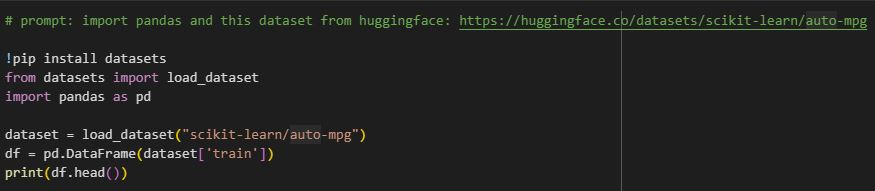 # prompt: import pandas and this dataset from huggingface: https://huggingface.co/datasets/scikit-learn/auto-mpg
!pip install datasets
from datasets import load_dataset
import pandas as pd
dataset = load_dataset("scikit-learn/auto-mpg")
df = pd.DataFrame(dataset['train'])
print(df.head())